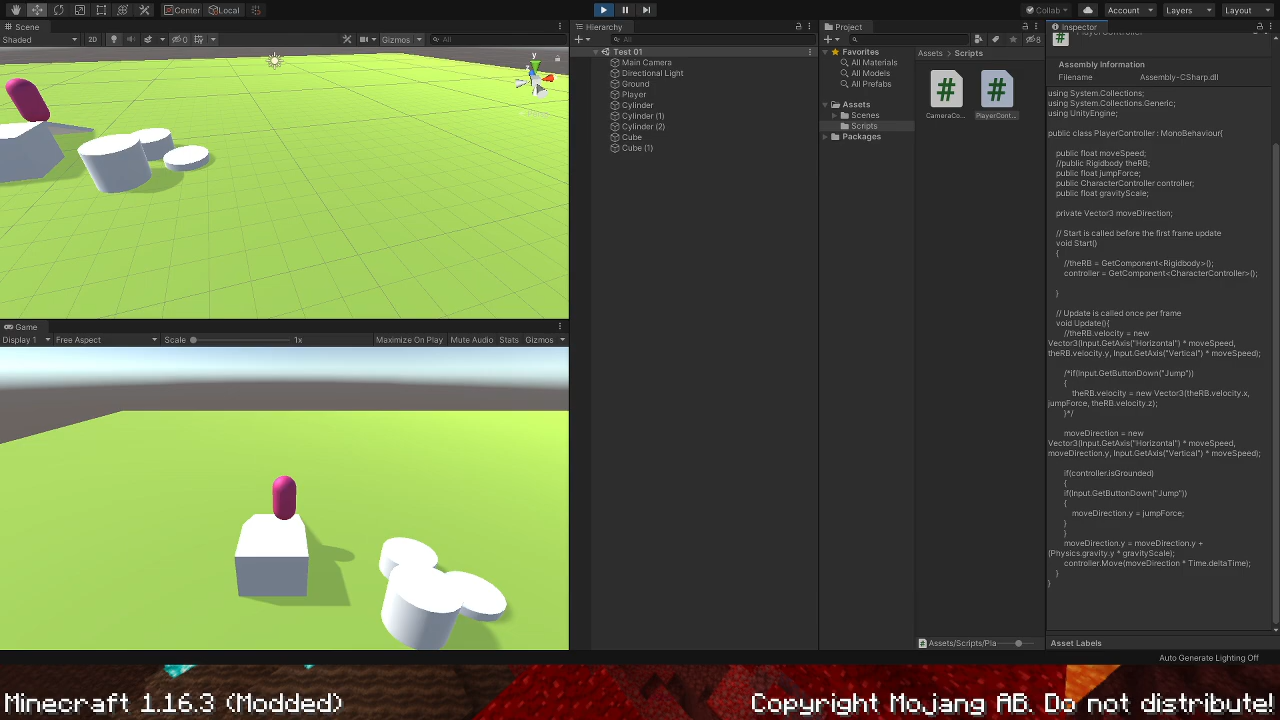 Center Local
Collab Account Layers Layout
Scene
Shaded 2D 0 Gizmos All
Game
Display 1 Free Aspect Scale 1x Maximize On Play Mute Audio Stats Gizmos
Hierarchy
All
Test 01
Main Camera
Directional Light
Ground
Player
Cylinder
Cylinder (1)
Cylinder (2)
Cube
Cube (1)
Project
8
Favorites
All Materials
All Models
All Prefabs
Assets
Scenes
Scripts
Packages
Assets > Scripts
CameraCo...
PlayerCont...
Assets/Scripts/Pla
Inspector
Assembly Information
Filename Assembly-CSharp.dll
using System.Collections;
using System.Collections.Generic;
using UnityEngine;
public class PlayerController : MonoBehaviour{
public float moveSpeed;
//public Rigidbody theRB;
public float jumpForce;
public CharacterController controller;
public float gravityScale;
private Vector3 moveDirection;
// Start is called before the first frame update
void Start()
{
//theRB = GetComponent<Rigidbody>();
controller = GetComponent<CharacterController>();
}
// Update is called once per frame
void Update(){
//theRB.velocity = new
Vector3(Input.GetAxis("Horizontal") * moveSpeed,
theRB.velocity.y, Input.GetAxis("Vertical") * moveSpeed);
/*if(Input.GetButtonDown("Jump"))
{
theRB.velocity = new Vector3(theRB.velocity.x,
jumpForce, theRB.velocity.z);
}*/
moveDirection = new
Vector3(Input.GetAxis("Horizontal") * moveSpeed,
moveDirection.y, Input.GetAxis("Vertical") * moveSpeed);
if(controller.isGrounded)
{
if(Input.GetButtonDown("Jump"))
{
moveDirection.y = jumpForce;
}
}
moveDirection.y = moveDirection.y +
(Physics.gravity.y * gravityScale);
controller.Move(moveDirection * Time.deltaTime);
}
}
Asset Labels
Auto Generate Lighting Off
Minecraft 1.16.3 (Modded)
Copyright Mojang AB. Do not distribute!